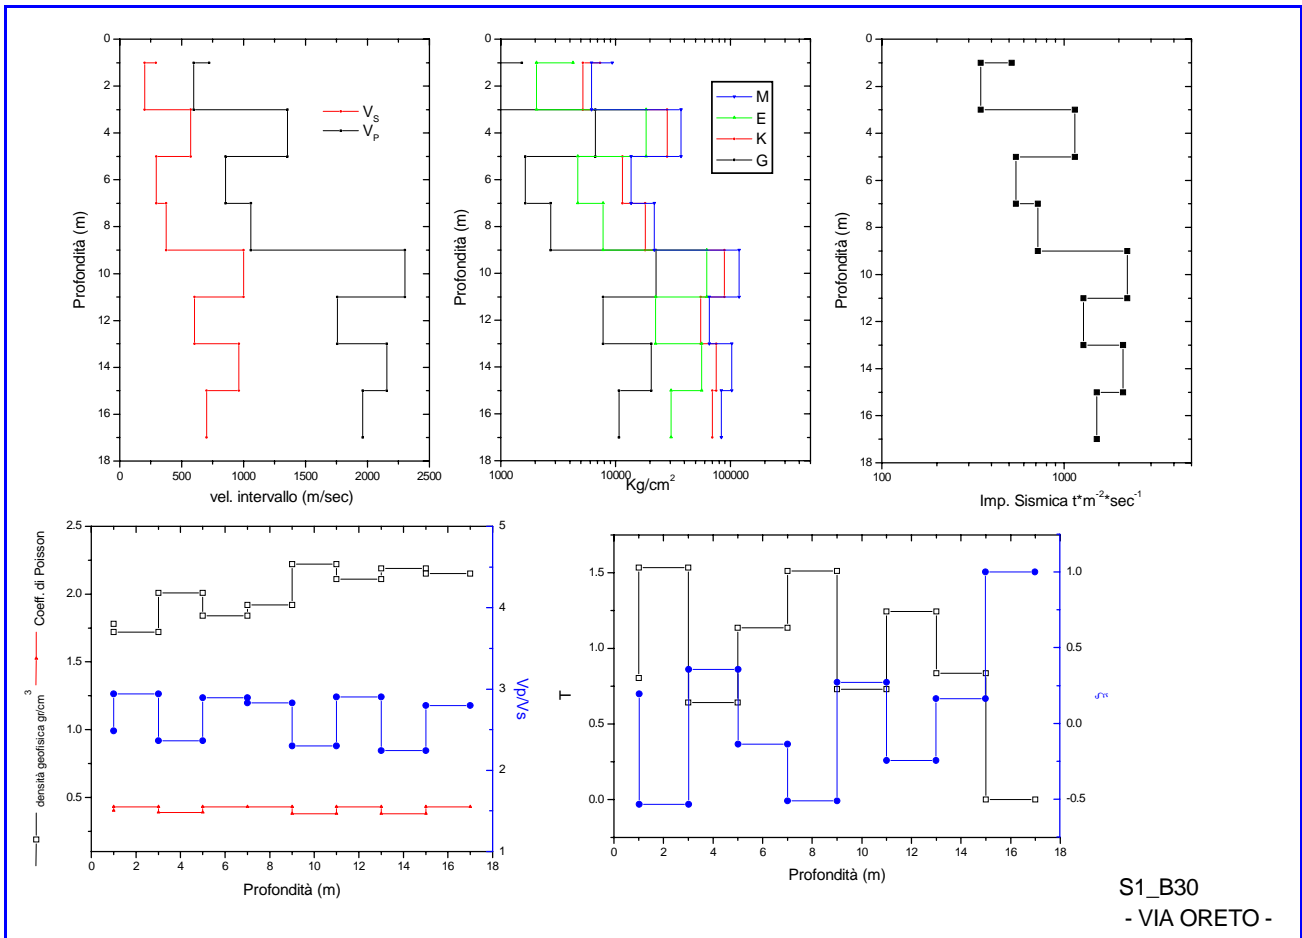 0
2
4
6
8
10
12
14
16
18
Profondità (m)
0 500 1000 1500 2000 2500
vel. intervallo (m/sec)
V_S
V_P
0
2
4
6
8
10
12
14
16
18
Profondità (m)
1000 10000 100000
Kg/cm²
M
E
K
G
0
2
4
6
8
10
12
14
16
18
Profondità (m)
100 1000
Imp. Sismica t*m⁻²*sec⁻¹
densità geofisica gr/cm³ Coeff. di Poisson
2.5
2.0
1.5
1.0
0.5
0 2 4 6 8 10 12 14 16 18
Profondità (m)
5
4
3
2
1
Vp/Vs
T
1.5
1.0
0.5
0.0
0 2 4 6 8 10 12 14 16 18
Profondità (m)
1.0
0.5
0.0
-0.5
S1_B30
- VIA ORETO -